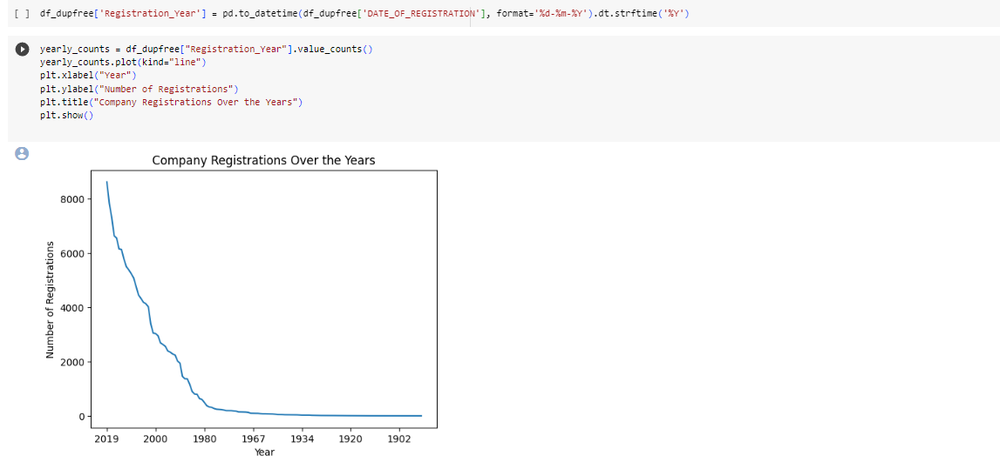 [ ] df_dupfree['Registration_Year'] = pd.to_datetime(df_dupfree['DATE_OF_REGISTRATION'], format='%d-%m-%Y').dt.strftime('%Y')
yearly_counts = df_dupfree["Registration_Year"].value_counts()
yearly_counts.plot(kind="line")
plt.xlabel("Year")
plt.ylabel("Number of Registrations")
plt.title("Company Registrations Over the Years")
plt.show()
Company Registrations Over the Years
8000
6000
4000
2000
0
Number of Registrations
2019 2000 1980 1967 1934 1920 1902
Year